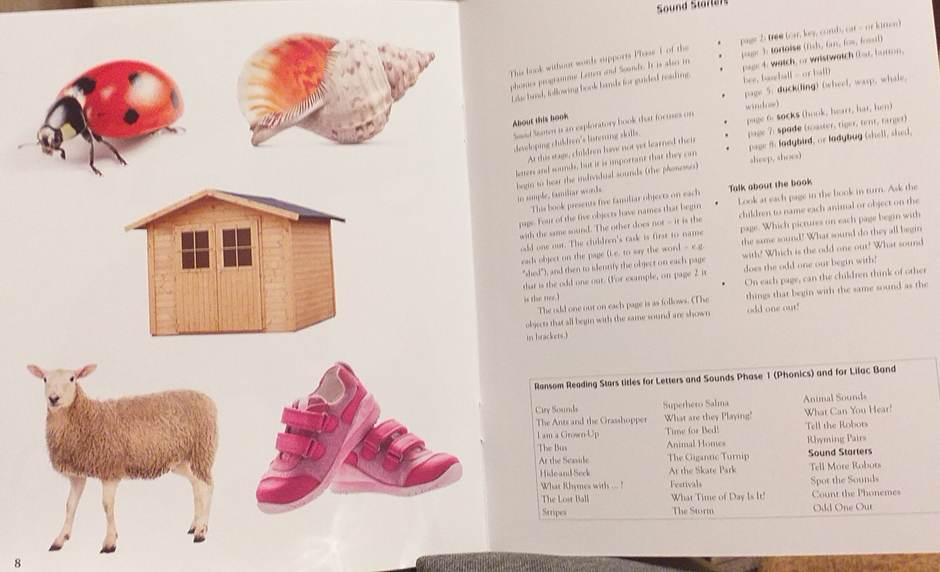 8
Sound Starters
This book without words supports Phase 1 of the
phonics programme Letters and Sounds. It is also in
Lilac band, following book bands for guided reading.
About this book
Sound Starters is an exploratory book that focuses on
developing children's listening skills.
At this stage, children have not yet learned their
letters and sounds, but it is important that they can
begin to hear the individual sounds (the phonemes)
in simple, familiar words.
This book presents five familiar objects on each
page. Four of the five objects have names that begin
with the same sound. The other does not – it is the
odd one out. The children's task is first to name
each object on the page (i.e. to say the word – e.g.
"shed"), and then to identify the object on each page
that is the odd one out. (For example, on page 2 it
is the tree.)
The odd one out on each page is as follows. (The
objects that all begin with the same sound are shown
in brackets.)
• page 2: tree (car, key, comb, cat – or kitten)
• page 3: tortoise (fish, fan, fox, fossil)
• page 4: watch, or wristwatch (bat, button,
bee, baseball – or ball)
• page 5: duck(ling) (wheel, wasp, whale,
window)
• page 6: socks (hook, heart, hat, hen)
• page 7: spade (toaster, tiger, tent, target)
• page 8: ladybird, or ladybug (shell, shed,
sheep, shoes)
Talk about the book
• Look at each page in the book in turn. Ask the
children to name each animal or object on the
page. Which pictures on each page begin with
the same sound? What sound do they all begin
with? Which is the odd one out? What sound
does the odd one out begin with?
• On each page, can the children think of other
things that begin with the same sound as the
odd one out?
Ransom Reading Stars titles for Letters and Sounds Phase 1 (Phonics) and for Lilac Band
City Sounds
The Ants and the Grasshopper
I am a Grown-Up
The Bus
At the Seaside
Hide-and-Seek
What Rhymes with ... ?
The Lost Ball
Stripes
Superhero Salma
What are they Playing?
Time for Bed!
Animal Homes
The Gigantic Turnip
At the Skate Park
Festivals
What Time of Day Is It?
The Storm
Animal Sounds
What Can You Hear?
Tell the Robots
Rhyming Pairs
Sound Starters
Tell More Robots
Spot the Sounds
Count the Phonemes
Odd One Out